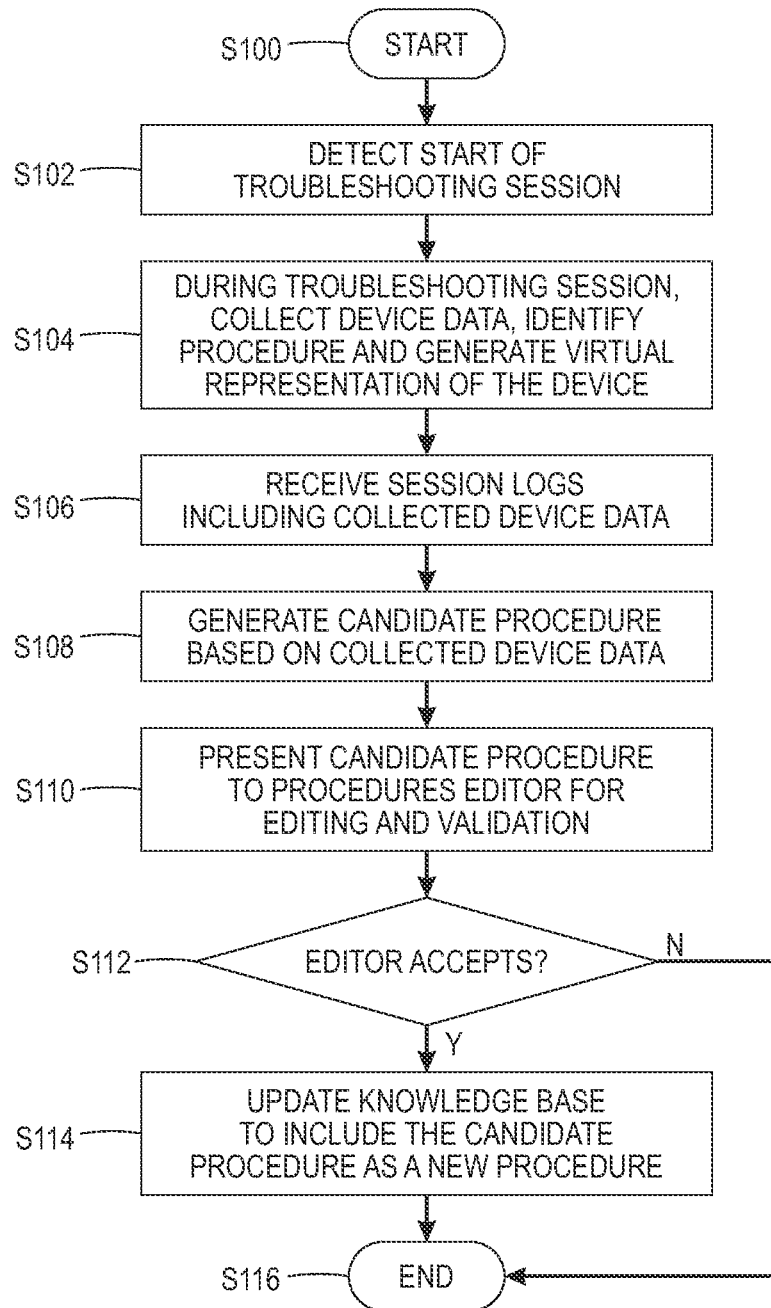 S100
START
S102
DETECT START OF
TROUBLESHOOTING SESSION
S104
DURING TROUBLESHOOTING SESSION,
COLLECT DEVICE DATA, IDENTIFY
PROCEDURE AND GENERATE VIRTUAL
REPRESENTATION OF THE DEVICE
S106
RECEIVE SESSION LOGS
INCLUDING COLLECTED DEVICE DATA
S108
GENERATE CANDIDATE PROCEDURE
BASED ON COLLECTED DEVICE DATA
S110
PRESENT CANDIDATE PROCEDURE
TO PROCEDURES EDITOR FOR
EDITING AND VALIDATION
S112
EDITOR ACCEPTS?
N
Y
S114
UPDATE KNOWLEDGE BASE
TO INCLUDE THE CANDIDATE
PROCEDURE AS A NEW PROCEDURE
S116
END